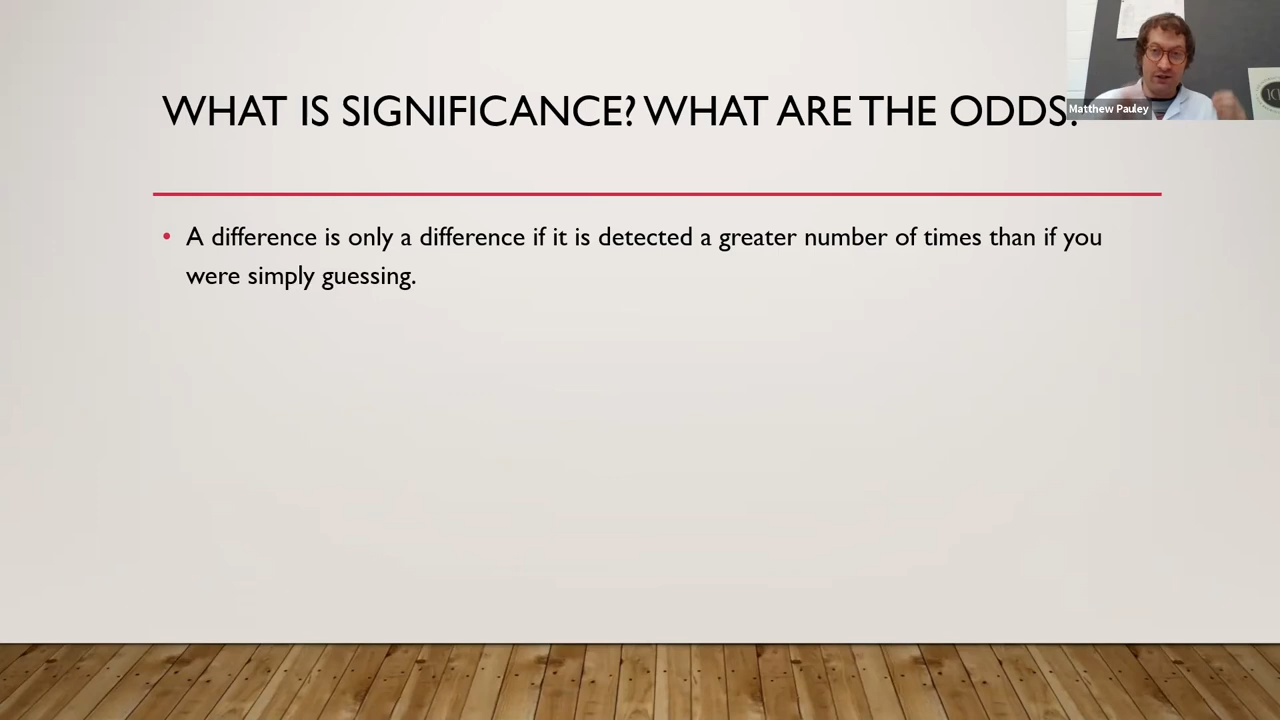 WHAT IS SIGNIFICANCE? WHAT ARE THE ODDS?
Matthew Pauley
• A difference is only a difference if it is detected a greater number of times than if you
were simply guessing.